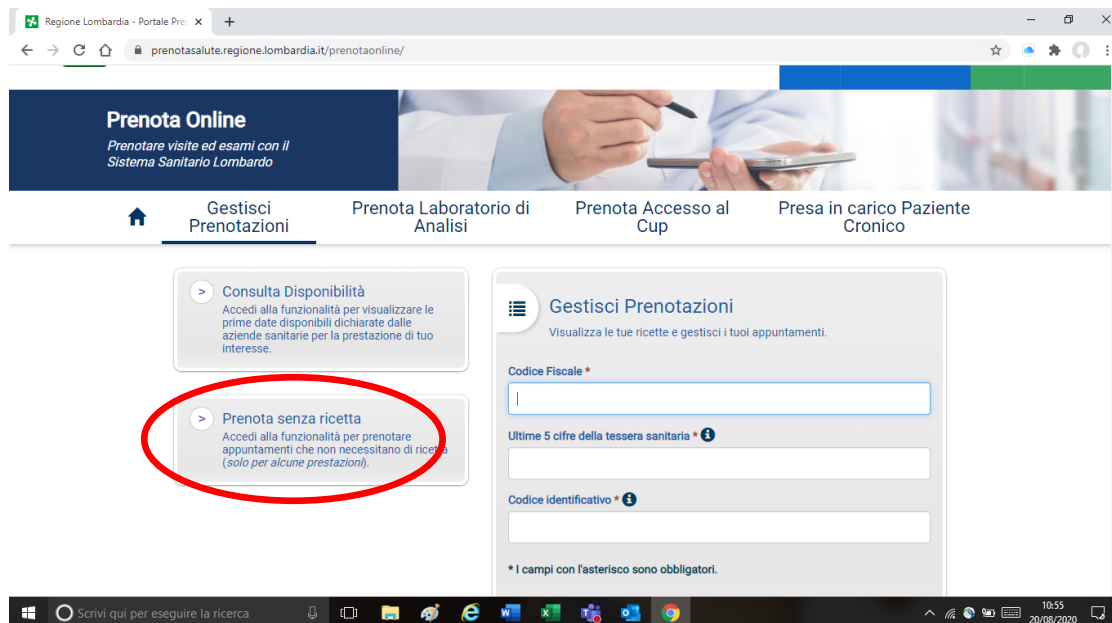 Regione Lombardia - Portale Pre
prenotasalute.regione.lombardia.it/prenotaonline/
Prenota Online
Prenotare visite ed esami con il
Sistema Sanitario Lombardo
Gestisci
Prenotazioni
Prenota Laboratorio di
Analisi
Prenota Accesso al
Cup
Presa in carico Paziente
Cronico
> Consulta Disponibilità
Accedi alla funzionalità per visualizzare le
prime date disponibili dichiarate dalle
aziende sanitarie per la prestazione di tuo
interesse.
> Prenota senza ricetta
Accedi alla funzionalità per prenotare
appuntamenti che non necessitano di ricetta
(solo per alcune prestazioni).
Gestisci Prenotazioni
Visualizza le tue ricette e gestisci i tuoi appuntamenti.
Codice Fiscale *
Ultime 5 cifre della tessera sanitaria *
Codice identificativo *
* I campi con l'asterisco sono obbligatori.
Scrivi qui per eseguire la ricerca
10:55
20/08/2020